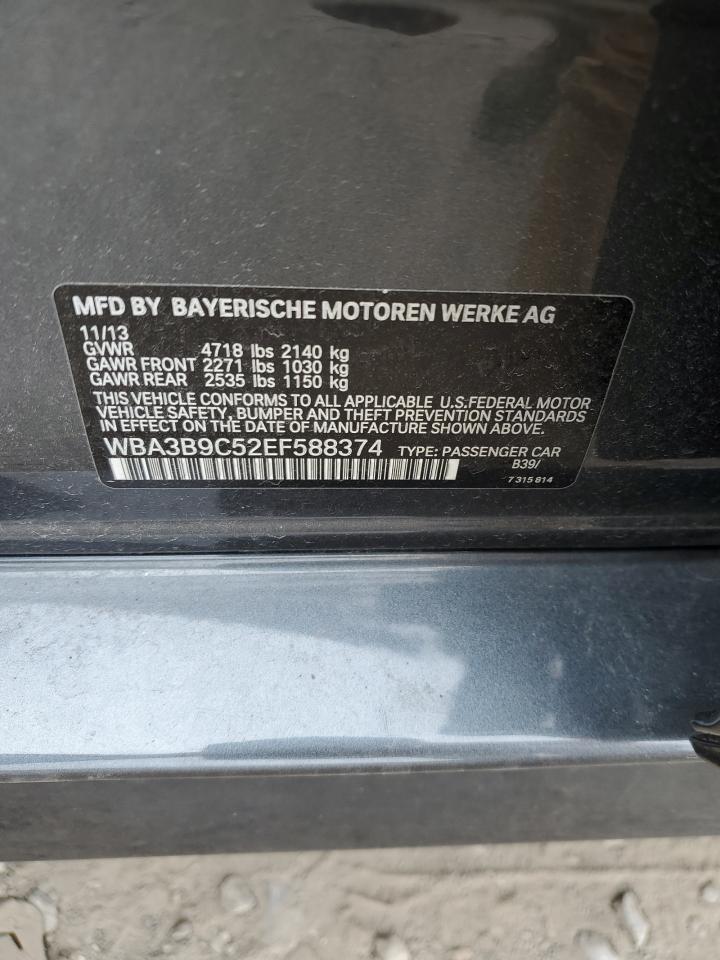 MFD BY BAYERISCHE MOTOREN WERKE AG
11/13
GVWR 4718 lbs 2140 kg
GAWR FRONT 2271 lbs 1030 kg
GAWR REAR 2535 lbs 1150 kg
THIS VEHICLE CONFORMS TO ALL APPLICABLE U.S.FEDERAL MOTOR
VEHICLE SAFETY, BUMPER AND THEFT PREVENTION STANDARDS
IN EFFECT ON THE DATE OF MANUFACTURE SHOWN ABOVE.
WBA3B9C52EF588374 TYPE: PASSENGER CAR
B39/
7 315 814